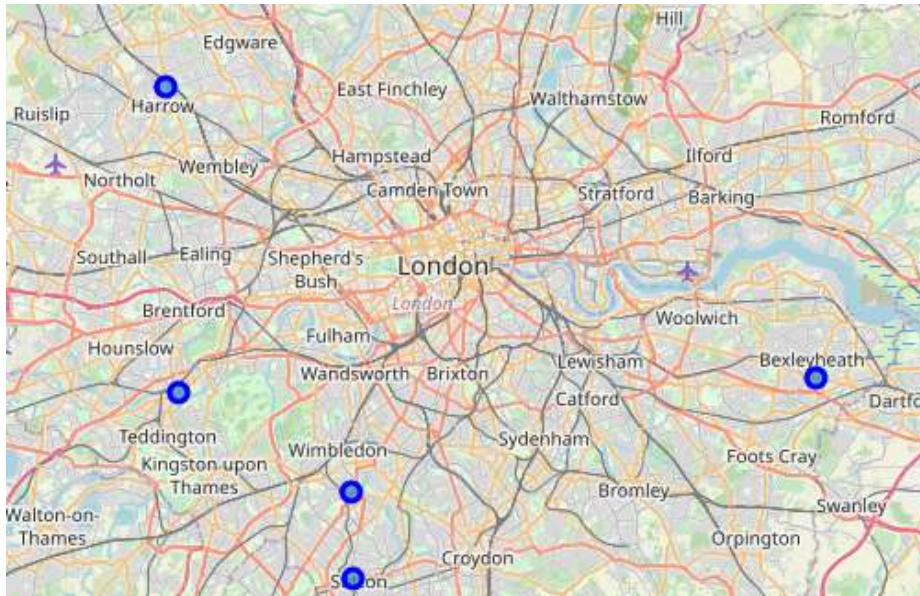 Hill
Edgware
East Finchley
Walthamstow
Harrow
Ruislip
Romford
Hampstead
Ilford
Wembley
Northolt
Camden Town
Stratford
Barking
Southall
Ealing
Shepherd's
Bush
London
London
Brentford
Woolwich
Fulham
Hounslow
Lewisham
Bexleyheath
Wandsworth
Brixton
Catford
Dartfo
Teddington
Sydenham
Wimbledon
Kingston upon
Thames
Foots Cray
Bromley
Swanley
Walton-on-
Thames
Orpington
Croydon